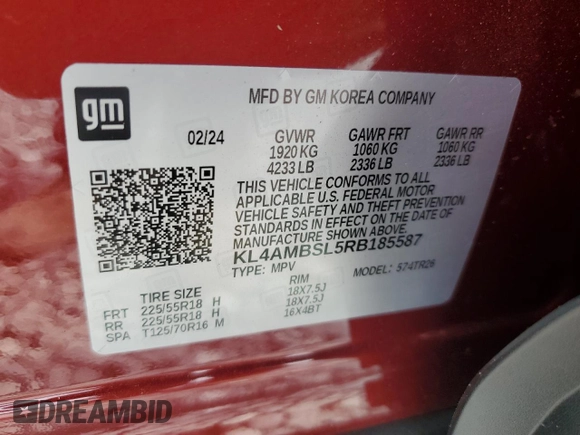 gm
MFD BY GM KOREA COMPANY
02/24 GVWR GAWR FRT GAWR RR
1920 KG 1060 KG 1060 KG
4233 LB 2336 LB 2336 LB
THIS VEHICLE CONFORMS TO ALL
APPLICABLE U.S. FEDERAL MOTOR
VEHICLE SAFETY AND THEFT PREVENTION
STANDARDS IN EFFECT ON THE DATE OF
MANUFACTURE SHOWN ABOVE.
KL4AMBSL5RB185587
TYPE: MPV MODEL: 574TR26
TIRE SIZE RIM
FRT 225/55R18 H 18X7.5J
RR 225/55R18 H 18X7.5J
SPA T125/70R16 M 16X4BT
DREAMBID